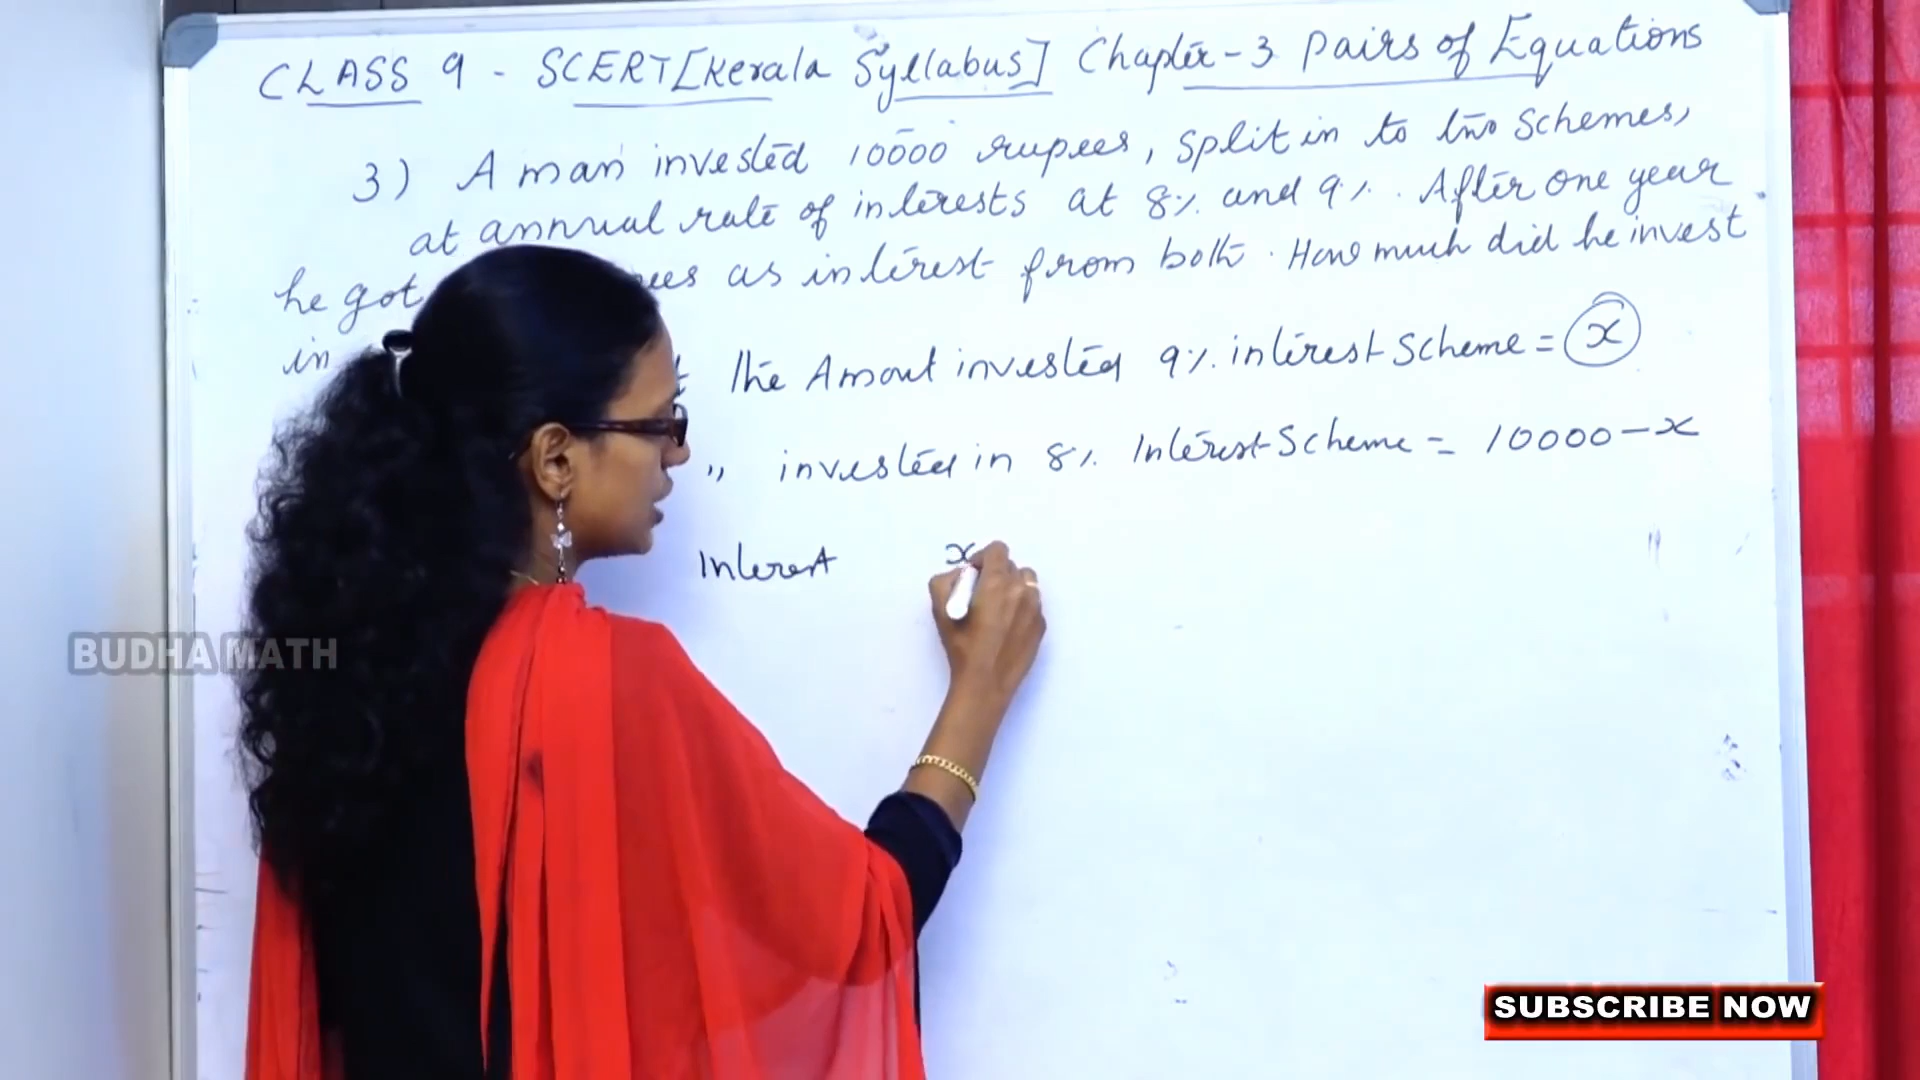 CLASS 9 - SCERT [Kerala Syllabus] Chapter-3 Pairs of Equations
3) A man invested 10000 rupees, split in to two schemes,
at annual rate of interests at 8% and 9%. After one year
he got as interest from both. How much did he invest
in
the Amout invested 9% interest Scheme = x
,, invested in 8% Interest Scheme = 10000 - x
Interest x
BUDHA MATH
SUBSCRIBE NOW